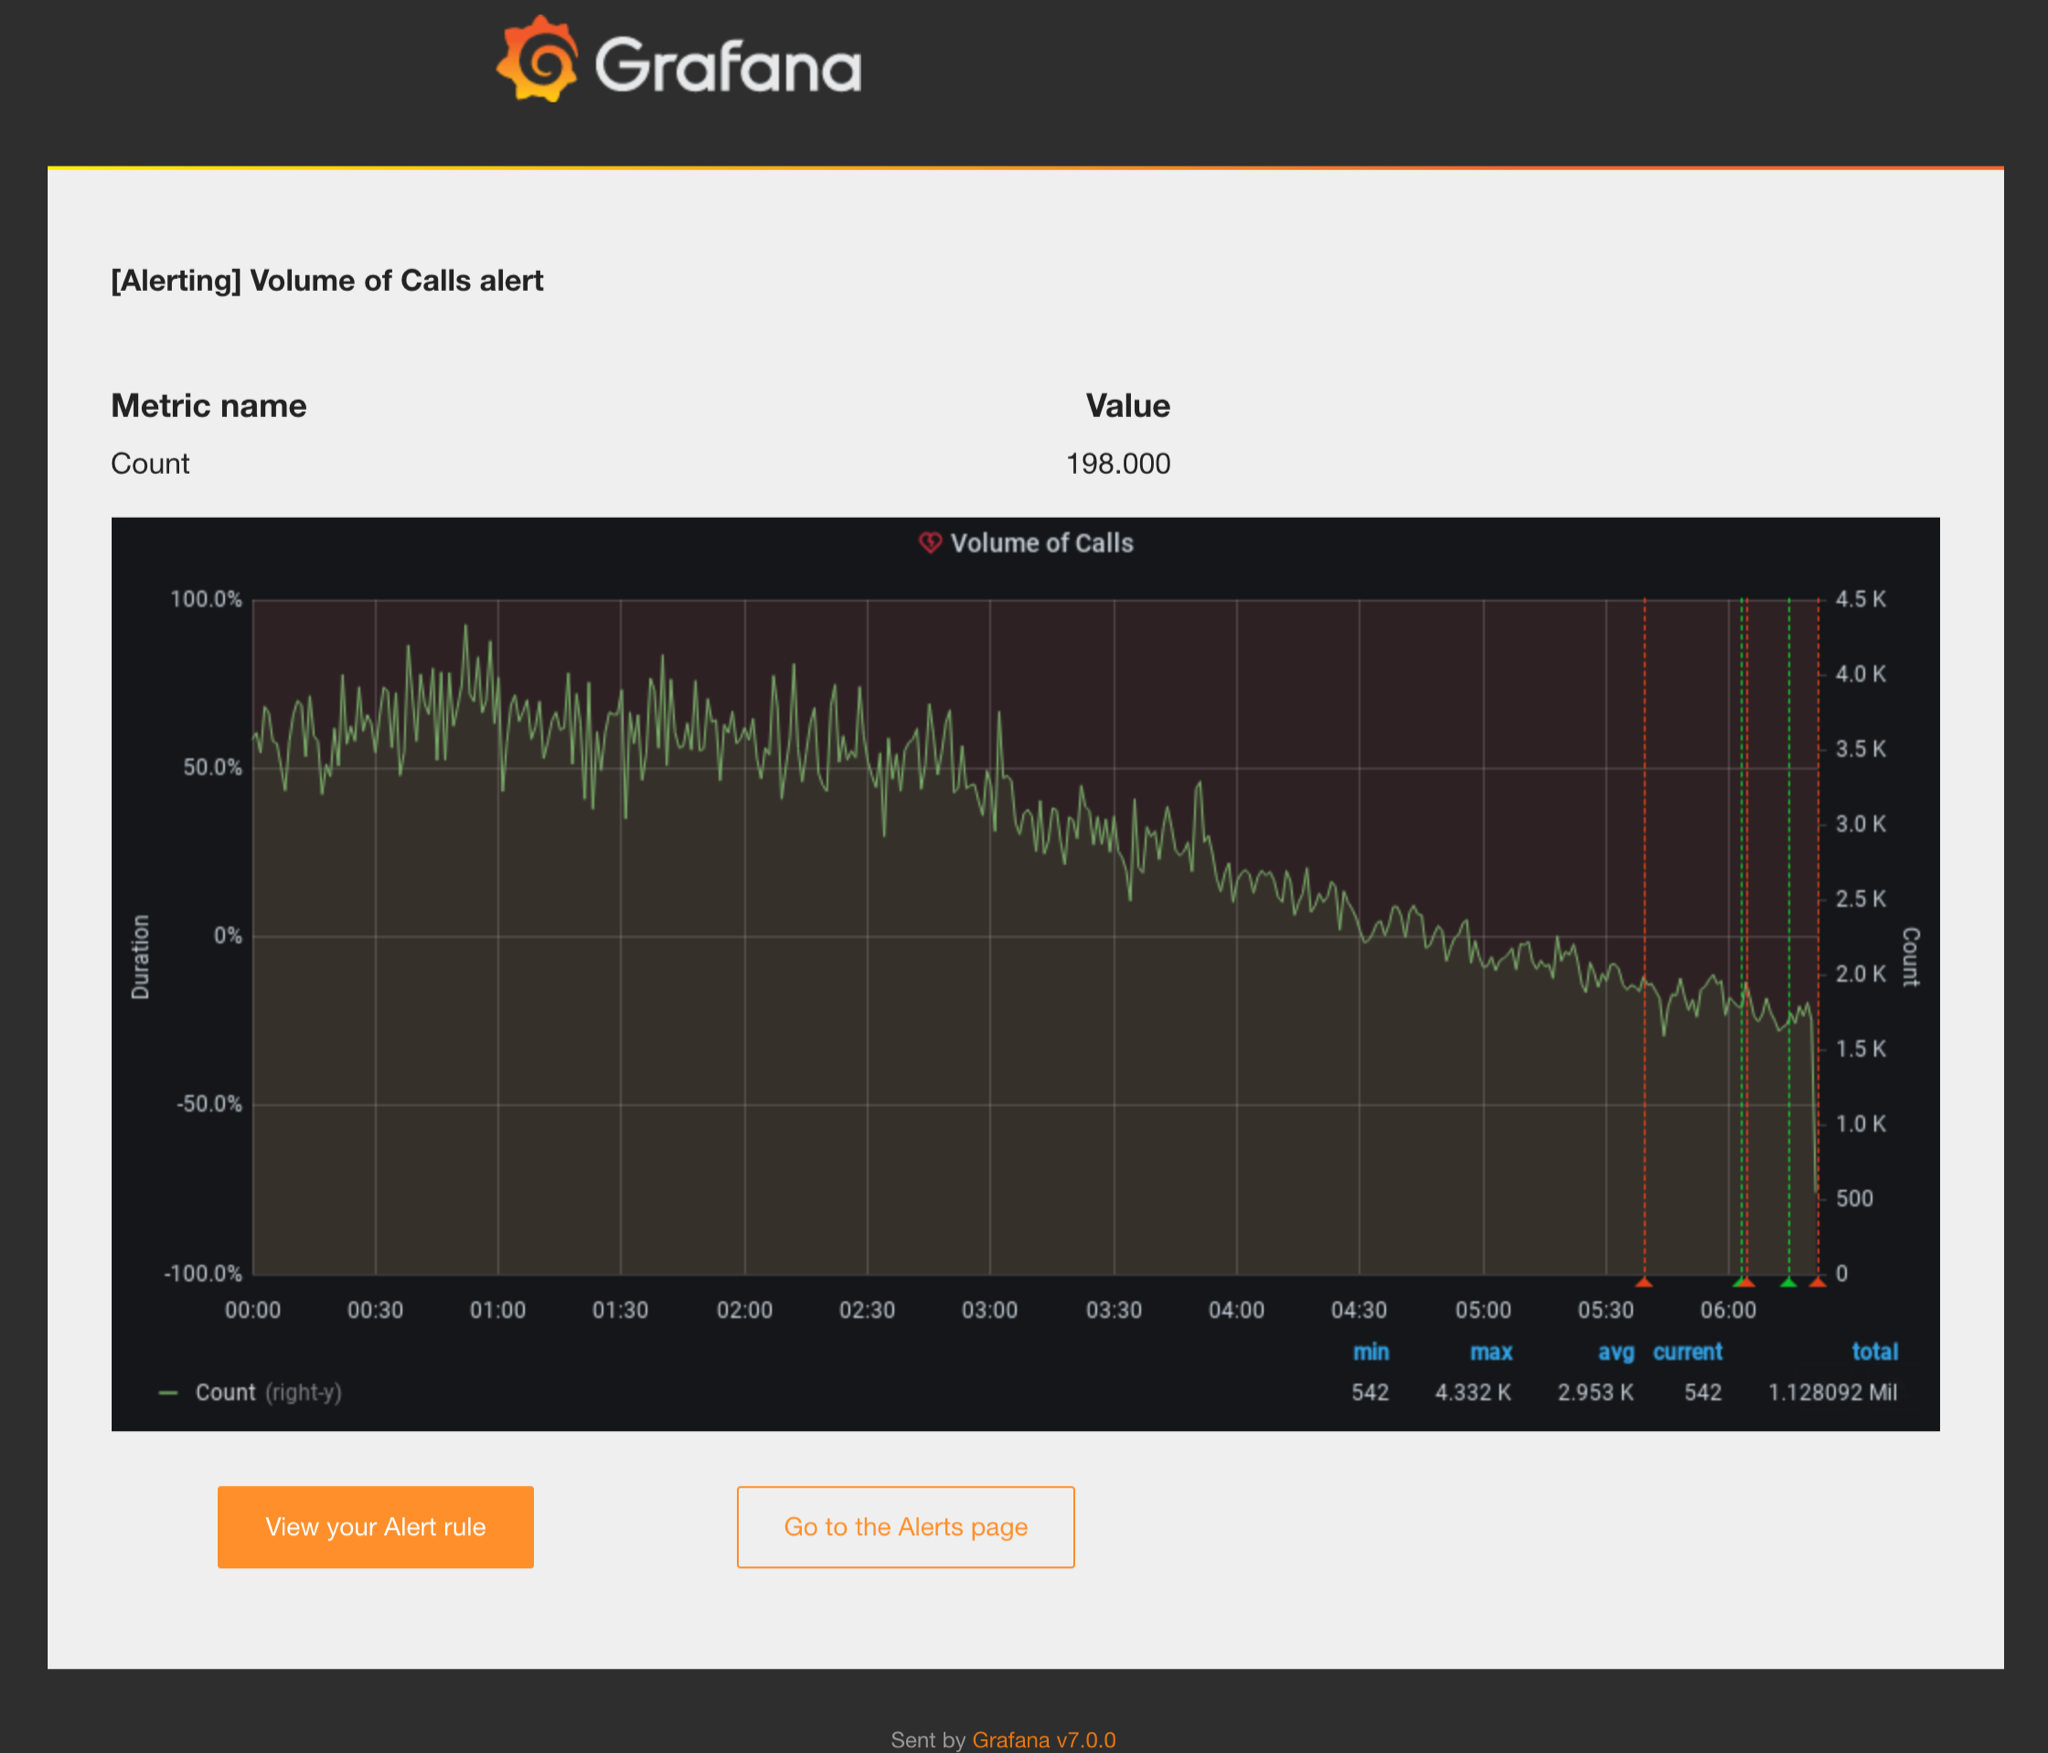 Grafana
[Alerting] Volume of Calls alert
Metric name Value
Count 198.000
Volume of Calls
100.0% 4.5 K
4.0 K
3.5 K
50.0%
3.0 K
2.5 K
0%
2.0 K
1.5 K
-50.0%
1.0 K
500
-100.0% 0
Duration
Count
00:00 00:30 01:00 01:30 02:00 02:30 03:00 03:30 04:00 04:30 05:00 05:30 06:00
min max avg current total
Count (right-y) 542 4.332 K 2.953 K 542 1.128092 Mil
View your Alert rule Go to the Alerts page
Sent by Grafana v7.0.0